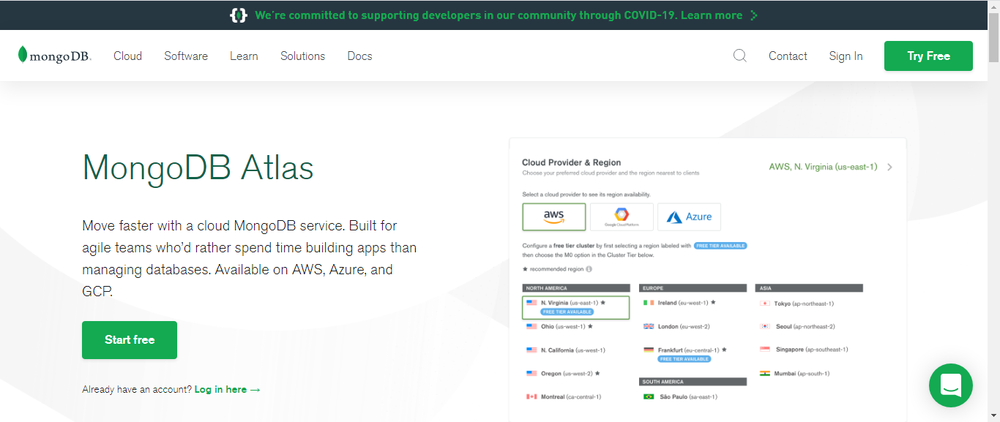 We're committed to supporting developers in our community through COVID-19. Learn more
mongoDB.
Cloud
Software
Learn
Solutions
Docs
Contact
Sign In
Try Free
MongoDB Atlas
Move faster with a cloud MongoDB service. Built for
agile teams who'd rather spend time building apps than
managing databases. Available on AWS, Azure, and
GCP.
Start free
Already have an account? Log in here →
Cloud Provider & Region
Choose your preferred cloud provider and the region nearest to clients
AWS, N. Virginia (us-east-1)
Select a cloud provider to see its region availability.
aws
Google Cloud Platform
Azure
Configure a free tier cluster by first selecting a region labeled with FREE TIER AVAILABLE
then choose the M0 option in the Cluster Tier below.
★ recommended region
NORTH AMERICA
N. Virginia (us-east-1) ★
FREE TIER AVAILABLE
Ohio (us-west-1) ★
N. California (us-west-1)
Oregon (us-west-2) ★
Montreal (ca-central-1)
EUROPE
Ireland (eu-west-1) ★
London (eu-west-2)
Frankfurt (eu-central-1) ★
FREE TIER AVAILABLE
SOUTH AMERICA
São Paulo (sa-east-1)
ASIA
Tokyo (ap-northeast-1)
Seoul (ap-northeast-2)
Singapore (ap-southeast-1)
Mumbai (ap-south-1)